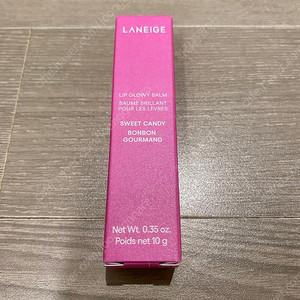 LANEIGE
LIP GLOWY BALM
BAUME BRILLANT
POUR LES LÈVRES
SWEET CANDY
BONBON
GOURMAND
Net Wt. 0.35 oz.
Poids net 10 g